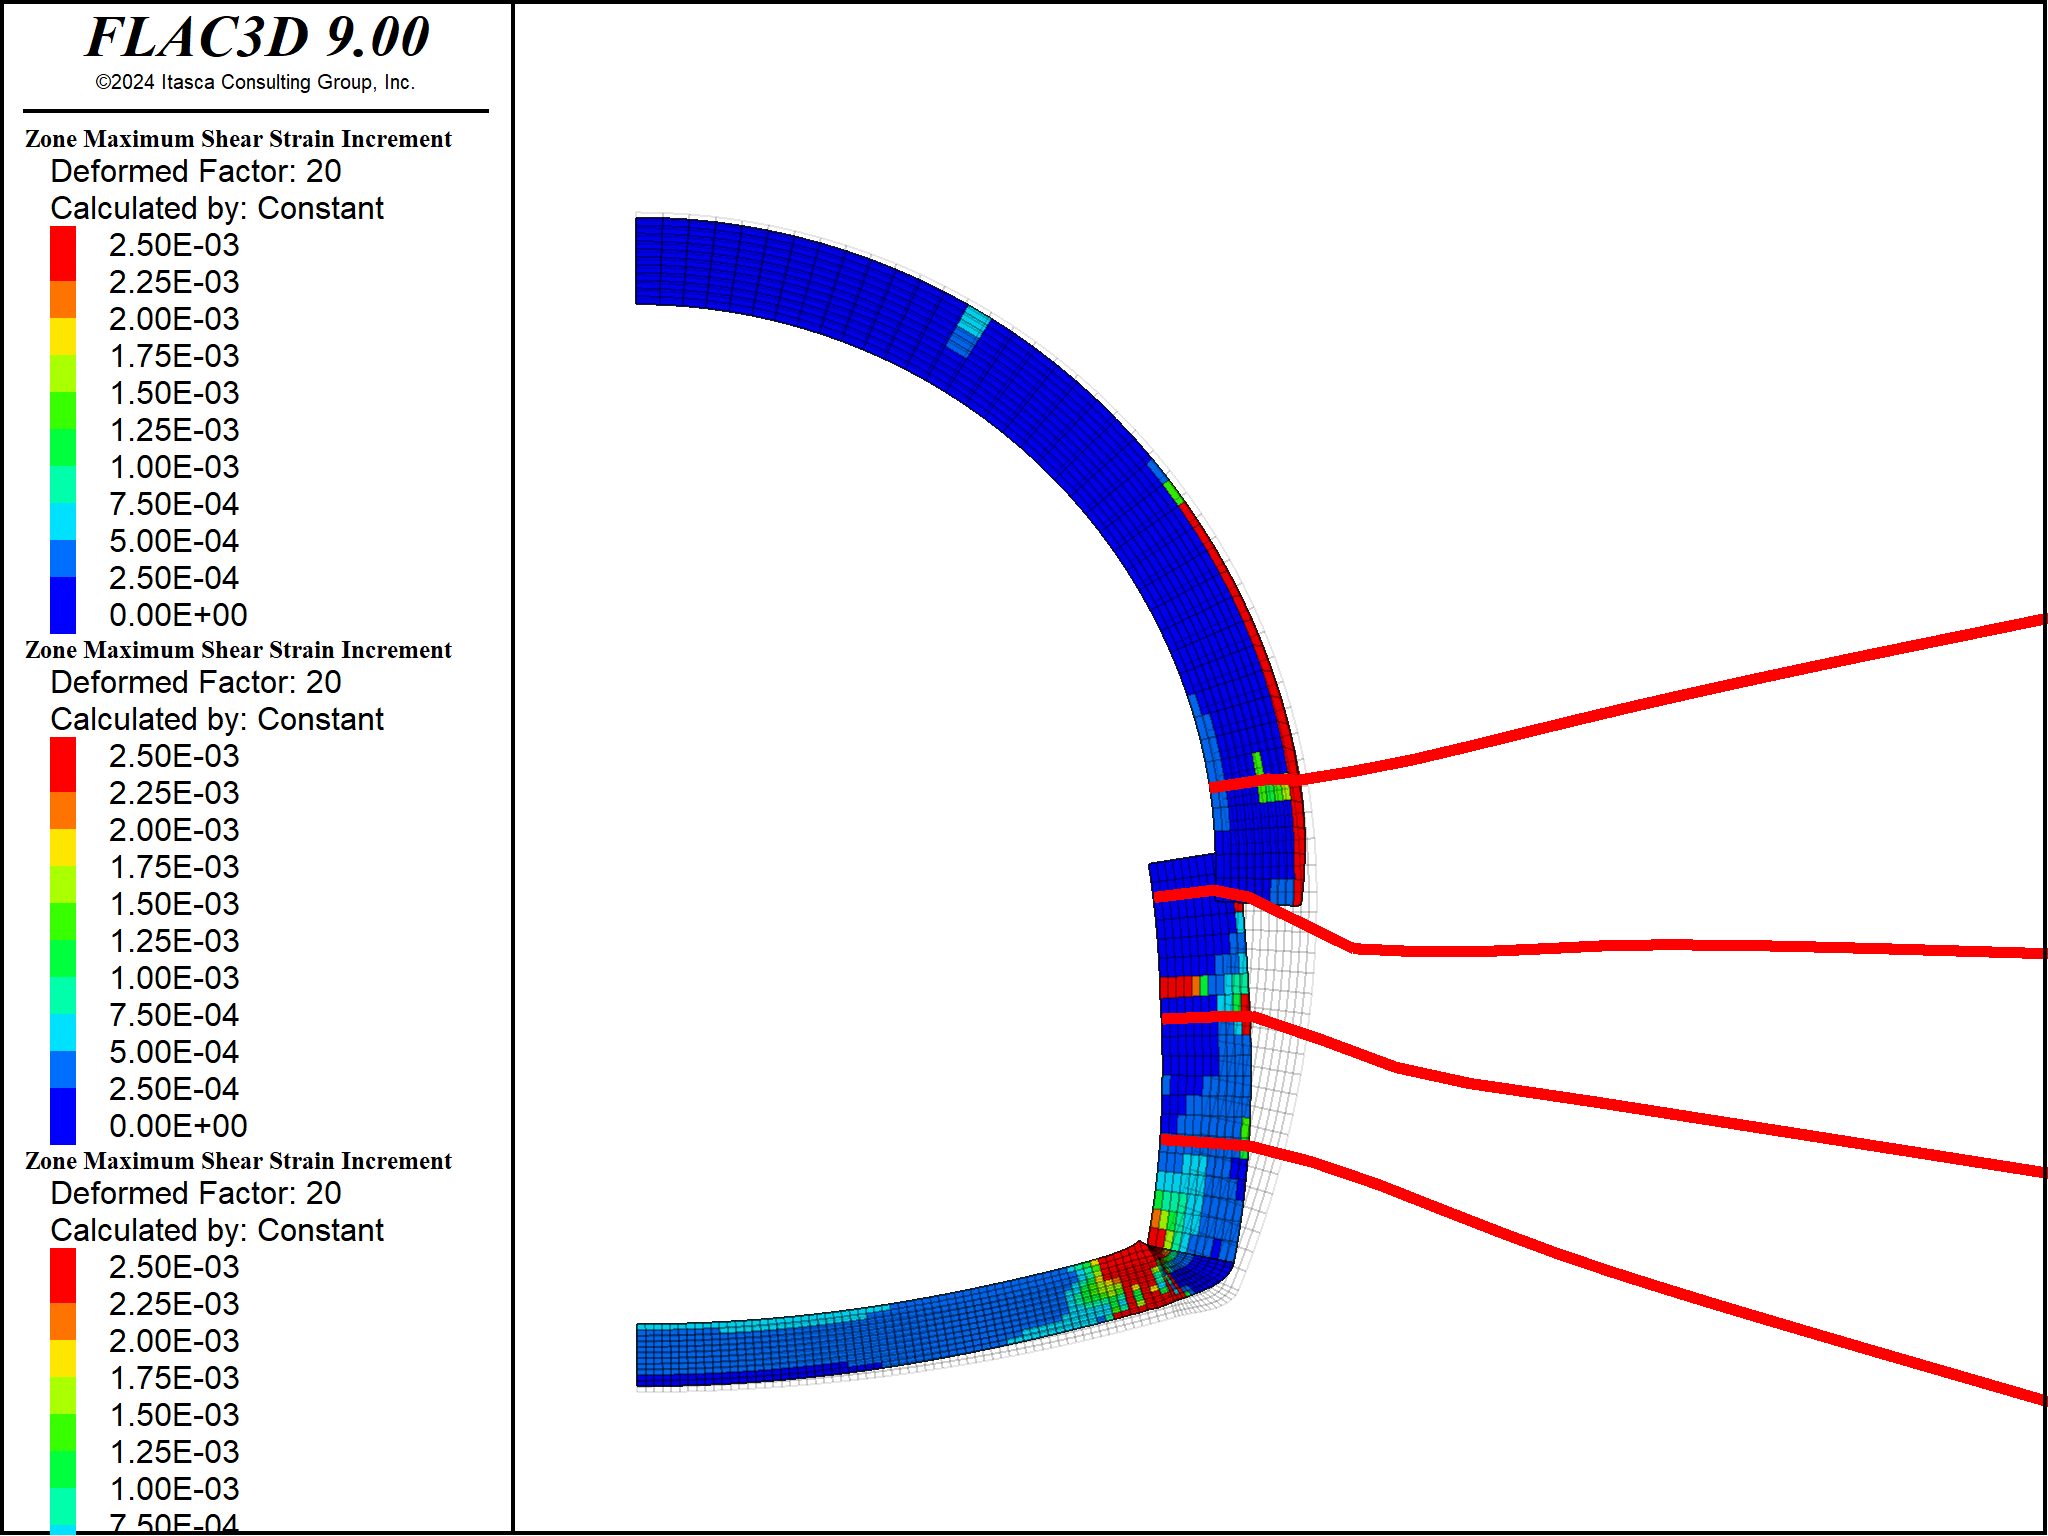 FLAC3D 9.00
©2024 Itasca Consulting Group, Inc.
Zone Maximum Shear Strain Increment
Deformed Factor: 20
Calculated by: Constant
2.50E-03
2.25E-03
2.00E-03
1.75E-03
1.50E-03
1.25E-03
1.00E-03
7.50E-04
5.00E-04
2.50E-04
0.00E+00
Zone Maximum Shear Strain Increment
Deformed Factor: 20
Calculated by: Constant
2.50E-03
2.25E-03
2.00E-03
1.75E-03
1.50E-03
1.25E-03
1.00E-03
7.50E-04
5.00E-04
2.50E-04
0.00E+00
Zone Maximum Shear Strain Increment
Deformed Factor: 20
Calculated by: Constant
2.50E-03
2.25E-03
2.00E-03
1.75E-03
1.50E-03
1.25E-03
1.00E-03
7.50E-04